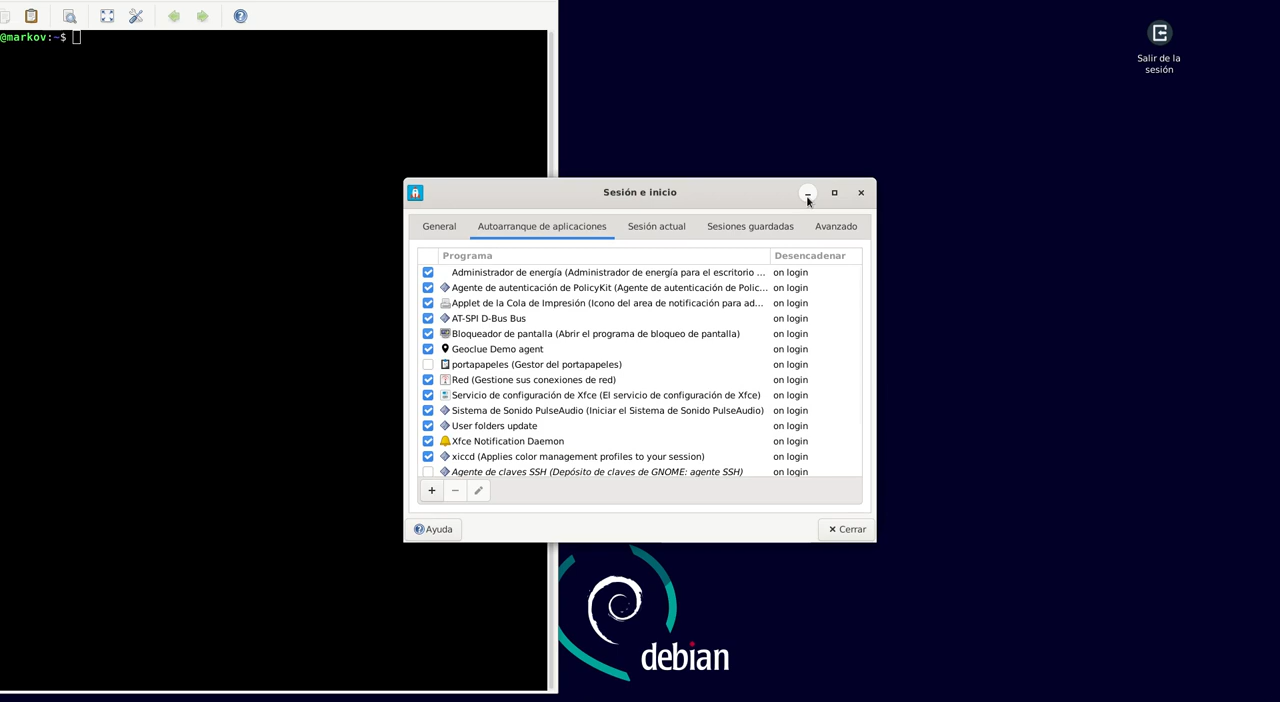 @markov:~$
Salir de la
sesión
Sesión e inicio
General Autoarranque de aplicaciones Sesión actual Sesiones guardadas Avanzado
Programa Desencadenar
Administrador de energía (Administrador de energía para el escritorio ... on login
Agente de autenticación de PolicyKit (Agente de autenticación de Polic... on login
Applet de la Cola de Impresión (Icono del area de notificación para ad... on login
AT-SPI D-Bus Bus on login
Bloqueador de pantalla (Abrir el programa de bloqueo de pantalla) on login
Geoclue Demo agent on login
portapapeles (Gestor del portapapeles) on login
Red (Gestione sus conexiones de red) on login
Servicio de configuración de Xfce (El servicio de configuración de Xfce) on login
Sistema de Sonido PulseAudio (Iniciar el Sistema de Sonido PulseAudio) on login
User folders update on login
Xfce Notification Daemon on login
xiccd (Applies color management profiles to your session) on login
Agente de claves SSH (Depósito de claves de GNOME: agente SSH) on login
Ayuda Cerrar
debian